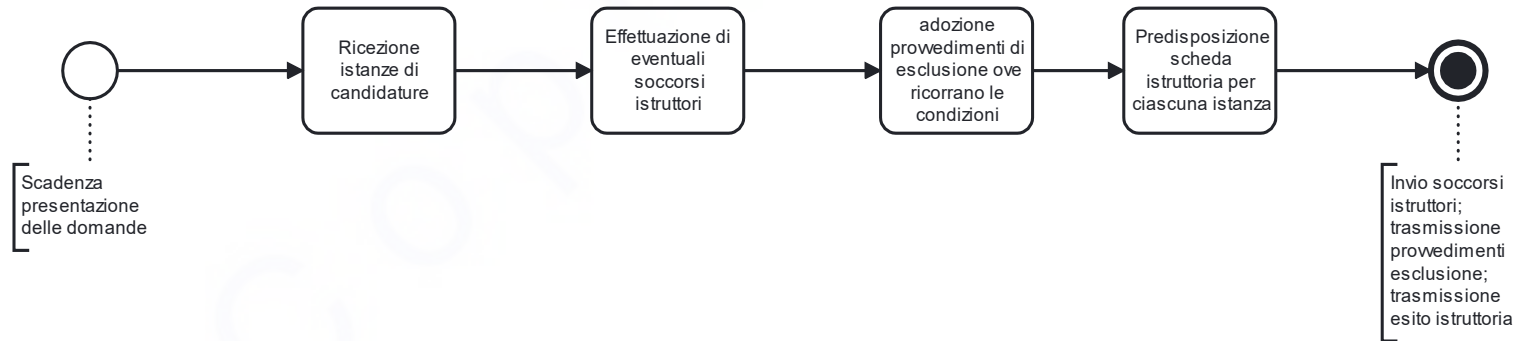 Ricezione
istanze di
candidature
Effettuazione di
eventuali
soccorsi
istruttori
adozione
provvedimenti di
esclusione ove
ricorrano le
condizioni
Predisposizione
scheda
istruttoria per
ciascuna istanza
Scadenza
presentazione
delle domande
Invio soccorsi
istruttori;
trasmissione
provvedimenti
esclusione;
trasmissione
esito istruttoria